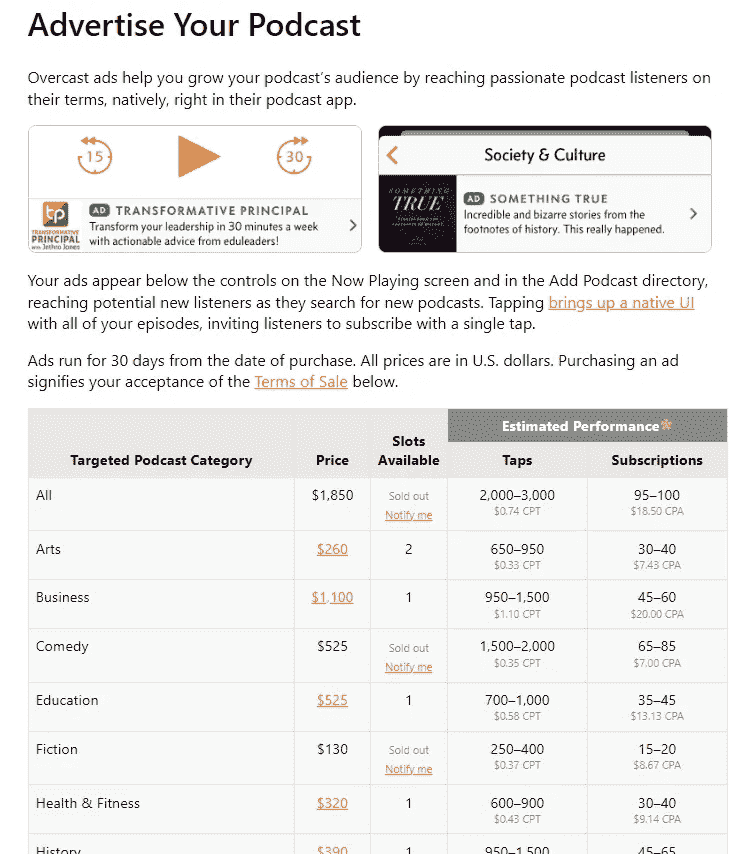 Advertise Your Podcast
Overcast ads help you grow your podcast's audience by reaching passionate podcast listeners on
their terms, natively, right in their podcast app.
15
30
tp
TRANSFORMATIVE
PRINCIPAL
with Jethro Jones
AD TRANSFORMATIVE PRINCIPAL
Transform your leadership in 30 minutes a week
with actionable advice from eduleaders!
Society & Culture
SOMETHING
TRUE
AD SOMETHING TRUE
Incredible and bizarre stories from the
footnotes of history. This really happened.
Your ads appear below the controls on the Now Playing screen and in the Add Podcast directory,
reaching potential new listeners as they search for new podcasts. Tapping brings up a native UI
with all of your episodes, inviting listeners to subscribe with a single tap.
Ads run for 30 days from the date of purchase. All prices are in U.S. dollars. Purchasing an ad
signifies your acceptance of the Terms of Sale below.
Estimated Performance*
Targeted Podcast Category Price Slots Available Taps Subscriptions
All $1,850 Sold out 2,000–3,000 95–100
Notify me $0.74 CPT $18.50 CPA
Arts $260 2 650–950 30–40
$0.33 CPT $7.43 CPA
Business $1,100 1 950–1,500 45–60
$1.10 CPT $20.00 CPA
Comedy $525 Sold out 1,500–2,000 65–85
Notify me $0.35 CPT $7.00 CPA
Education $525 1 700–1,000 35–45
$0.58 CPT $13.13 CPA
Fiction $130 Sold out 250–400 15–20
Notify me $0.37 CPT $8.67 CPA
Health & Fitness $320 1 600–900 30–40
$0.43 CPT $9.14 CPA
History $390 1 950–1,500 45–65